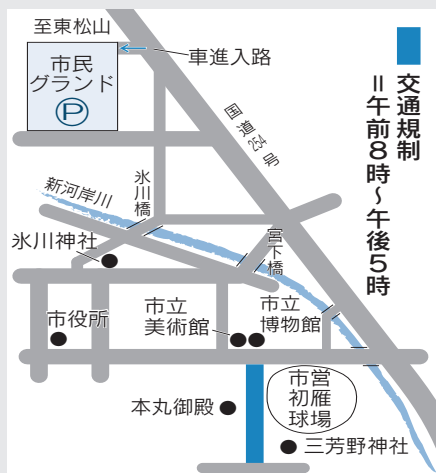 至東松山
車進入路
市民
グランド
Ⓟ
交通規制
＝午前8時〜午後5時
国道254号
新河岸川
氷川橋
宮下橋
氷川神社
市役所
市立
美術館
市立
博物館
本丸御殿
市営
初雁
球場
三芳野神社